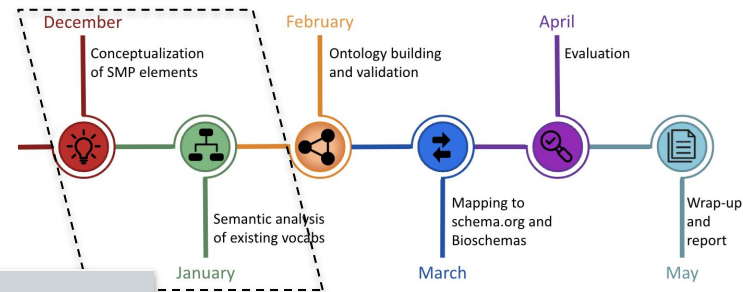 December
Conceptualization
of SMP elements
January
Semantic analysis
of existing vocabs
February
Ontology building
and validation
March
Mapping to
schema.org and
Bioschemas
April
Evaluation
May
Wrap-up
and
report